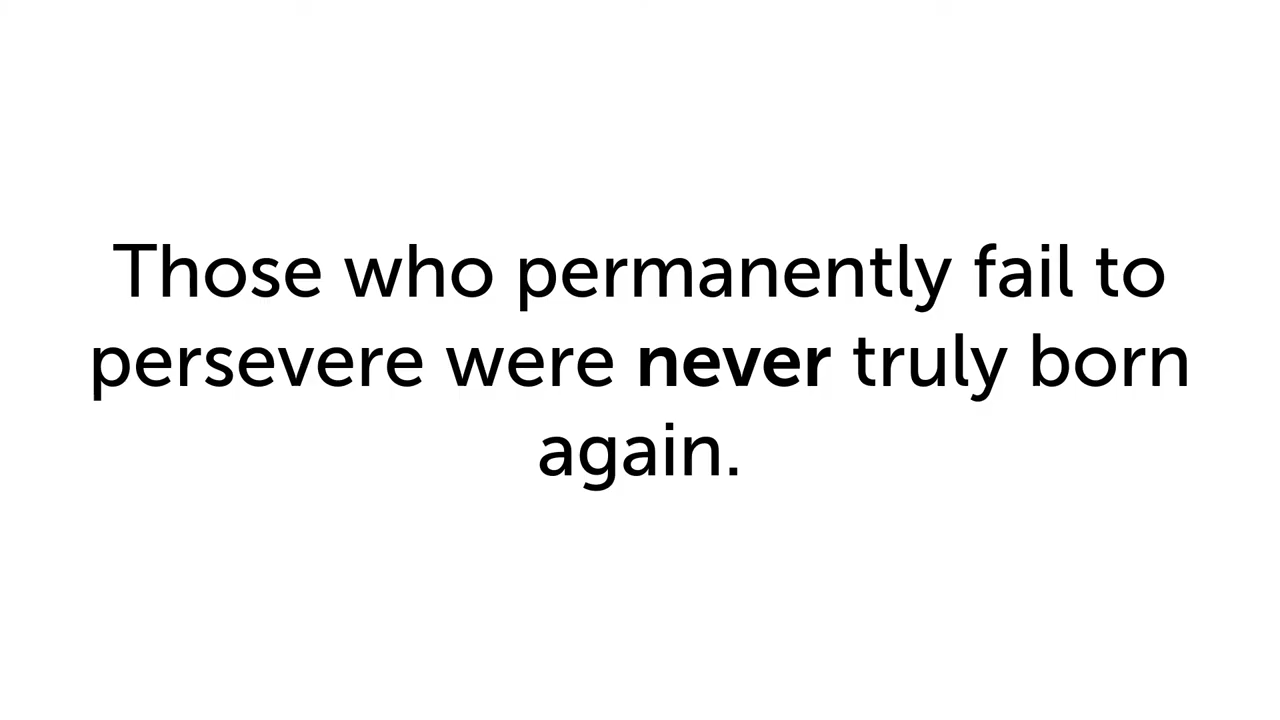 Those who permanently fail to
persevere were never truly born
again.